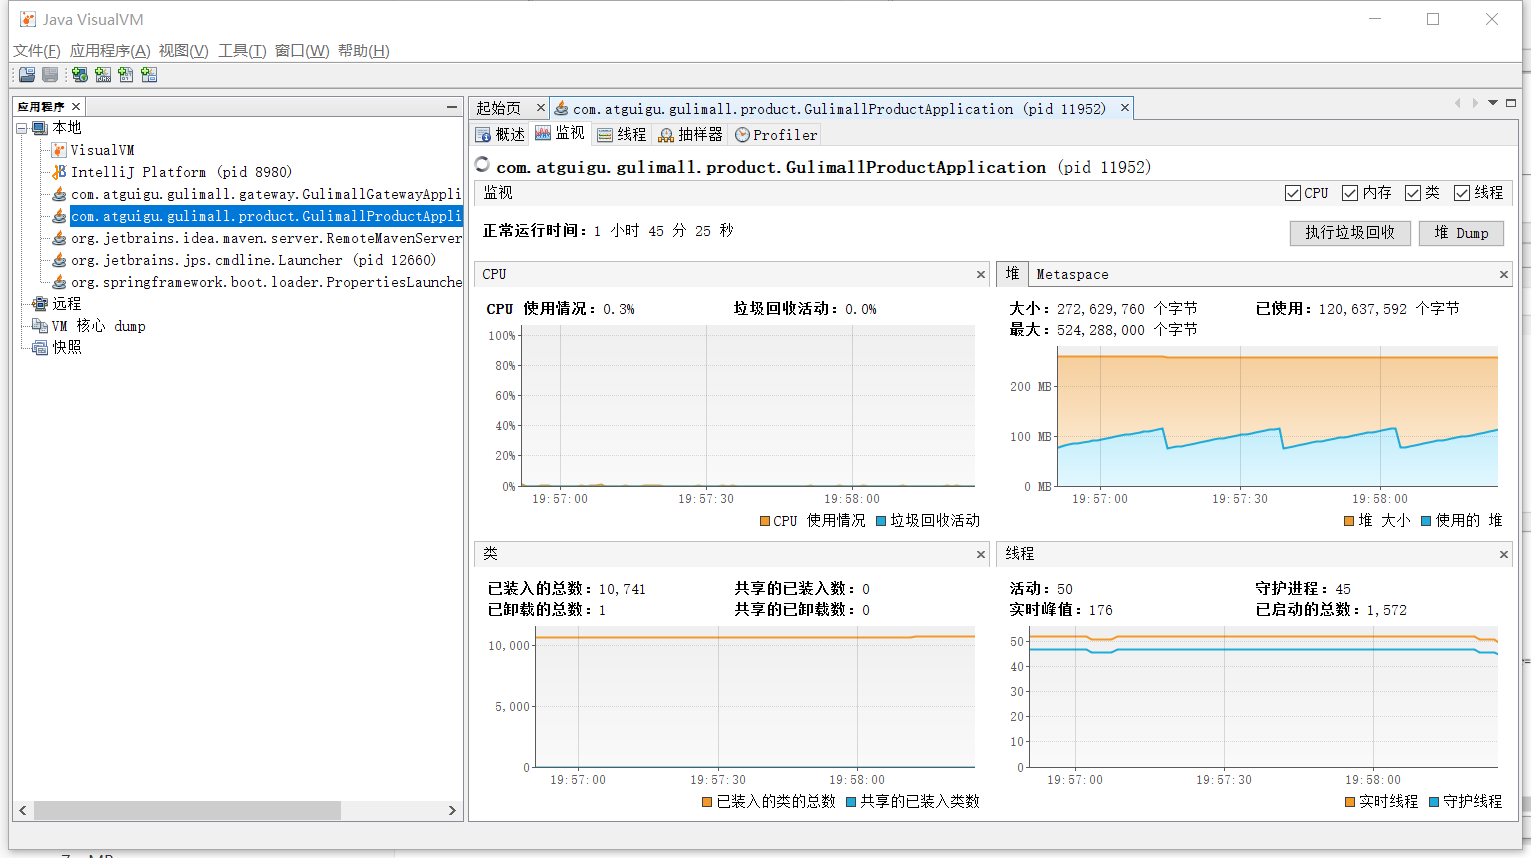 Java VisualVM
文件(F) 应用程序(A) 视图(V) 工具(T) 窗口(W) 帮助(H)
应用程序
本地
VisualVM
IntelliJ Platform (pid 8980)
com.atguigu.gulimall.gateway.GulimallGatewayAppli
com.atguigu.gulimall.product.GulimallProductAppli
org.jetbrains.idea.maven.server.RemoteMavenServer
org.jetbrains.jps.cmdline.Launcher (pid 12660)
org.springframework.boot.loader.PropertiesLaunche
远程
VM 核心 dump
快照
起始页 com.atguigu.gulimall.product.GulimallProductApplication (pid 11952)
概述 监视 线程 抽样器 Profiler
com.atguigu.gulimall.product.GulimallProductApplication (pid 11952)
监视 CPU 内存 类 线程
正常运行时间: 1 小时 45 分 25 秒 执行垃圾回收 堆 Dump
CPU
CPU 使用情况: 0.3% 垃圾回收活动: 0.0%
100%
80%
60%
40%
20%
0%
19:57:00 19:57:30 19:58:00
CPU 使用情况 垃圾回收活动
堆 Metaspace
大小: 272,629,760 个字节 已使用: 120,637,592 个字节
最大: 524,288,000 个字节
200 MB
100 MB
0 MB
19:57:00 19:57:30 19:58:00
堆 大小 使用的 堆
类
已装入的总数: 10,741 共享的已装入数: 0
已卸载的总数: 1 共享的已卸载数: 0
10,000
5,000
0
19:57:00 19:57:30 19:58:00
已装入的类的总数 共享的已装入类数
线程
活动: 50 守护进程: 45
实时峰值: 176 已启动的总数: 1,572
50
40
30
20
10
0
19:57:00 19:57:30 19:58:00
实时线程 守护线程